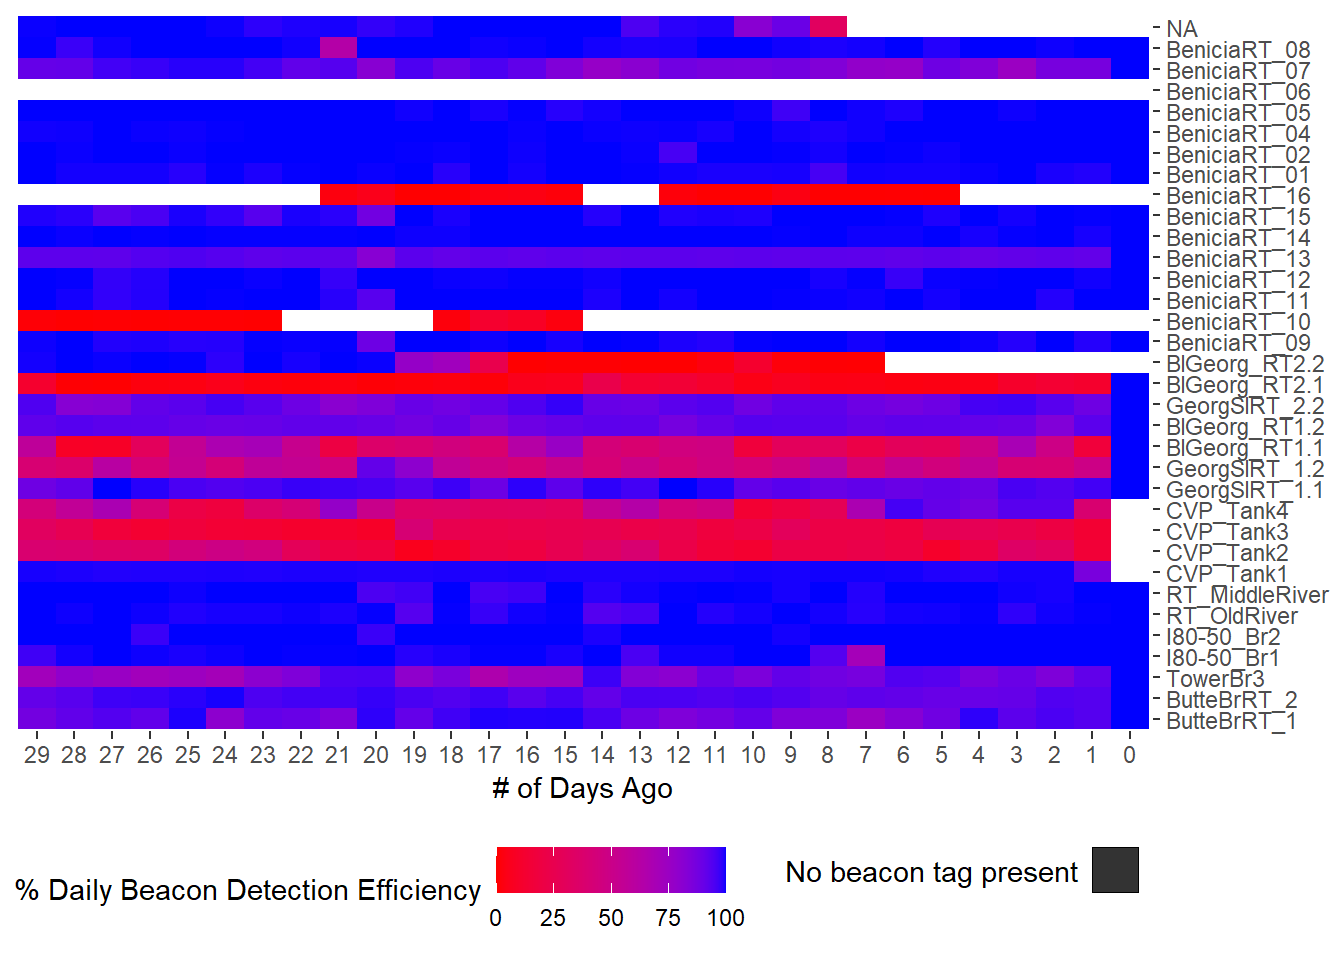 NA
BeniciaRT_08
BeniciaRT_07
BeniciaRT_06
BeniciaRT_05
BeniciaRT_04
BeniciaRT_02
BeniciaRT_01
BeniciaRT_16
BeniciaRT_15
BeniciaRT_14
BeniciaRT_13
BeniciaRT_12
BeniciaRT_11
BeniciaRT_10
BeniciaRT_09
BlGeorg_RT2.2
BlGeorg_RT2.1
GeorgSlRT_2.2
BlGeorg_RT1.2
BlGeorg_RT1.1
GeorgSlRT_1.2
GeorgSlRT_1.1
CVP_Tank4
CVP_Tank3
CVP_Tank2
CVP_Tank1
RT_MiddleRiver
RT_OldRiver
I80-50_Br2
I80-50_Br1
TowerBr3
ButteBrRT_2
ButteBrRT_1
29 28 27 26 25 24 23 22 21 20 19 18 17 16 15 14 13 12 11 10 9 8 7 6 5 4 3 2 1 0
# of Days Ago
% Daily Beacon Detection Efficiency
0 25 50 75 100
No beacon tag present